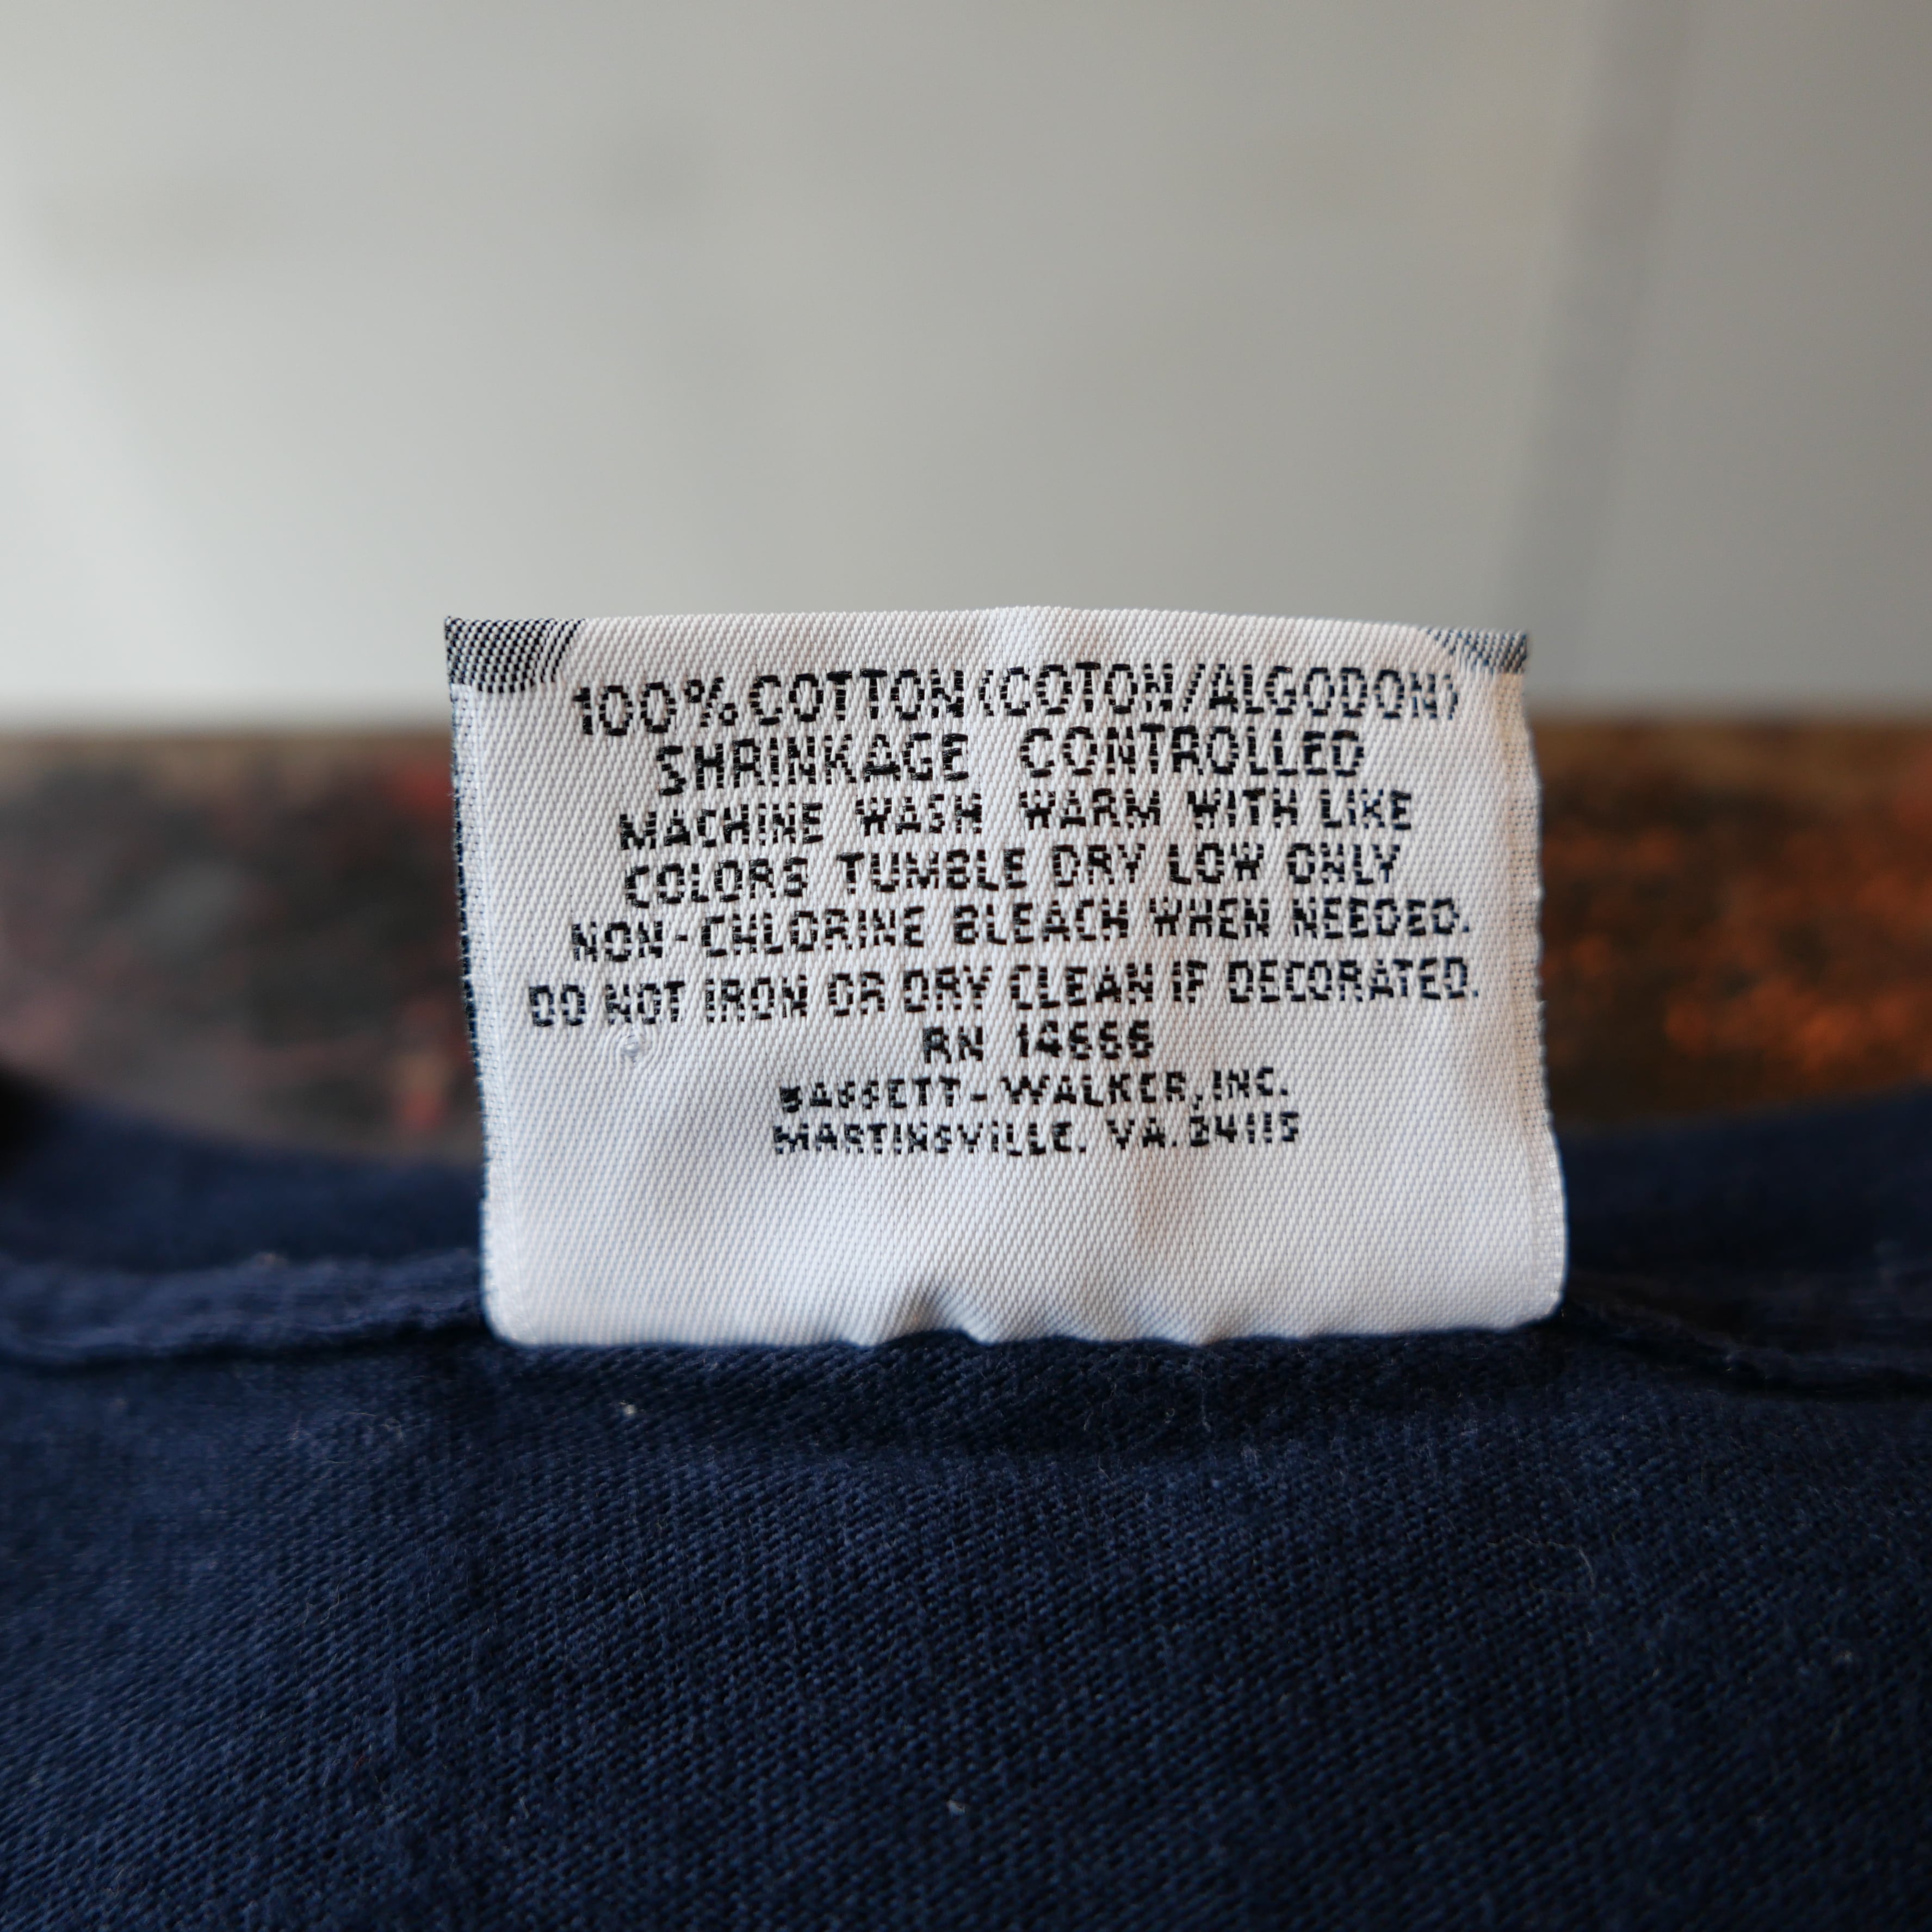 100% COTTON (COTON/ALGODON)
SHRINKAGE CONTROLLED
MACHINE WASH WARM WITH LIKE
COLORS TUMBLE DRY LOW ONLY
NON-CHLORINE BLEACH WHEN NEEDED.
DO NOT IRON OR DRY CLEAN IF DECORATED.
RN 14666
BASSETT-WALKER, INC.
MARTINSVILLE, VA. 24115